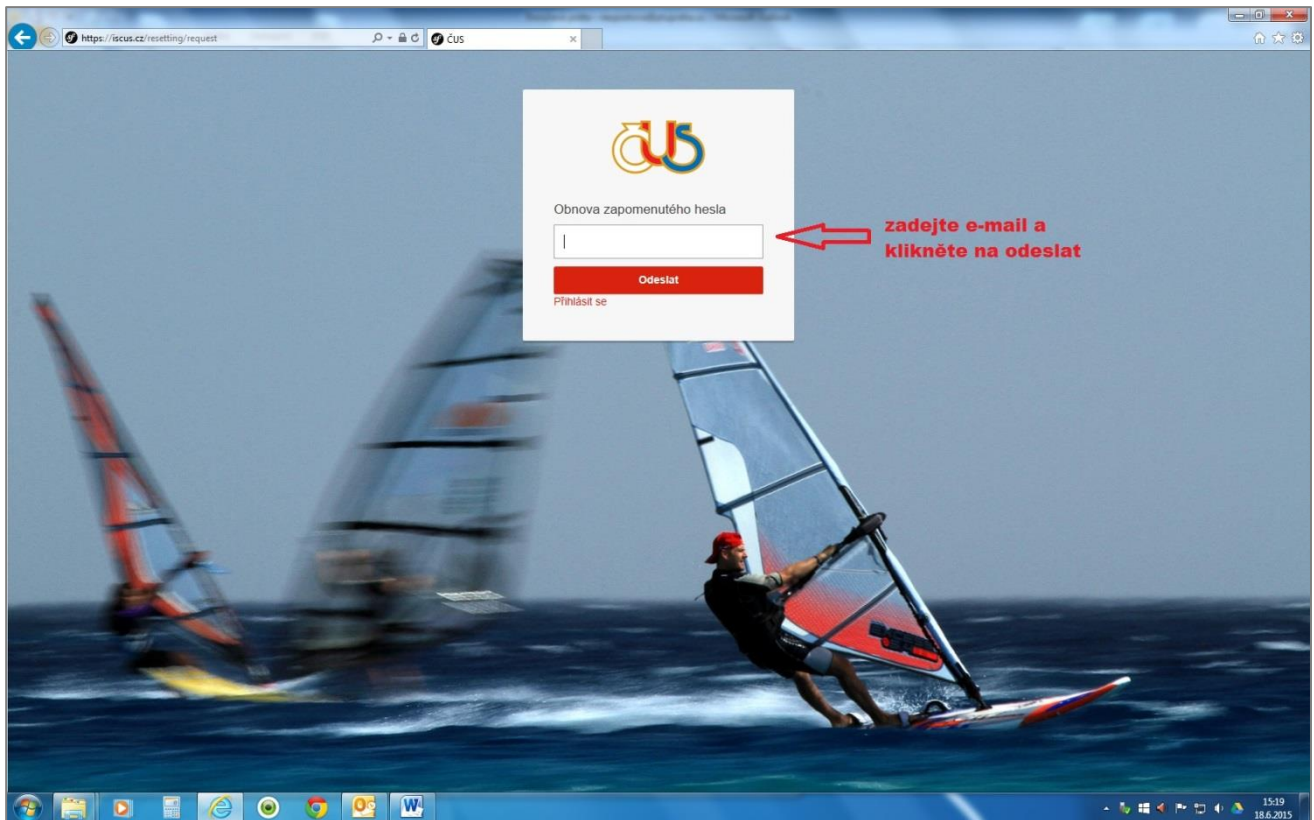 https://iscus.cz/resetting/request
ČUS
ČUS
Obnova zapomenutého hesla
zadejte e-mail a
klikněte na odeslat
Odeslat
Přihlásit se
15:19
18.6.2015